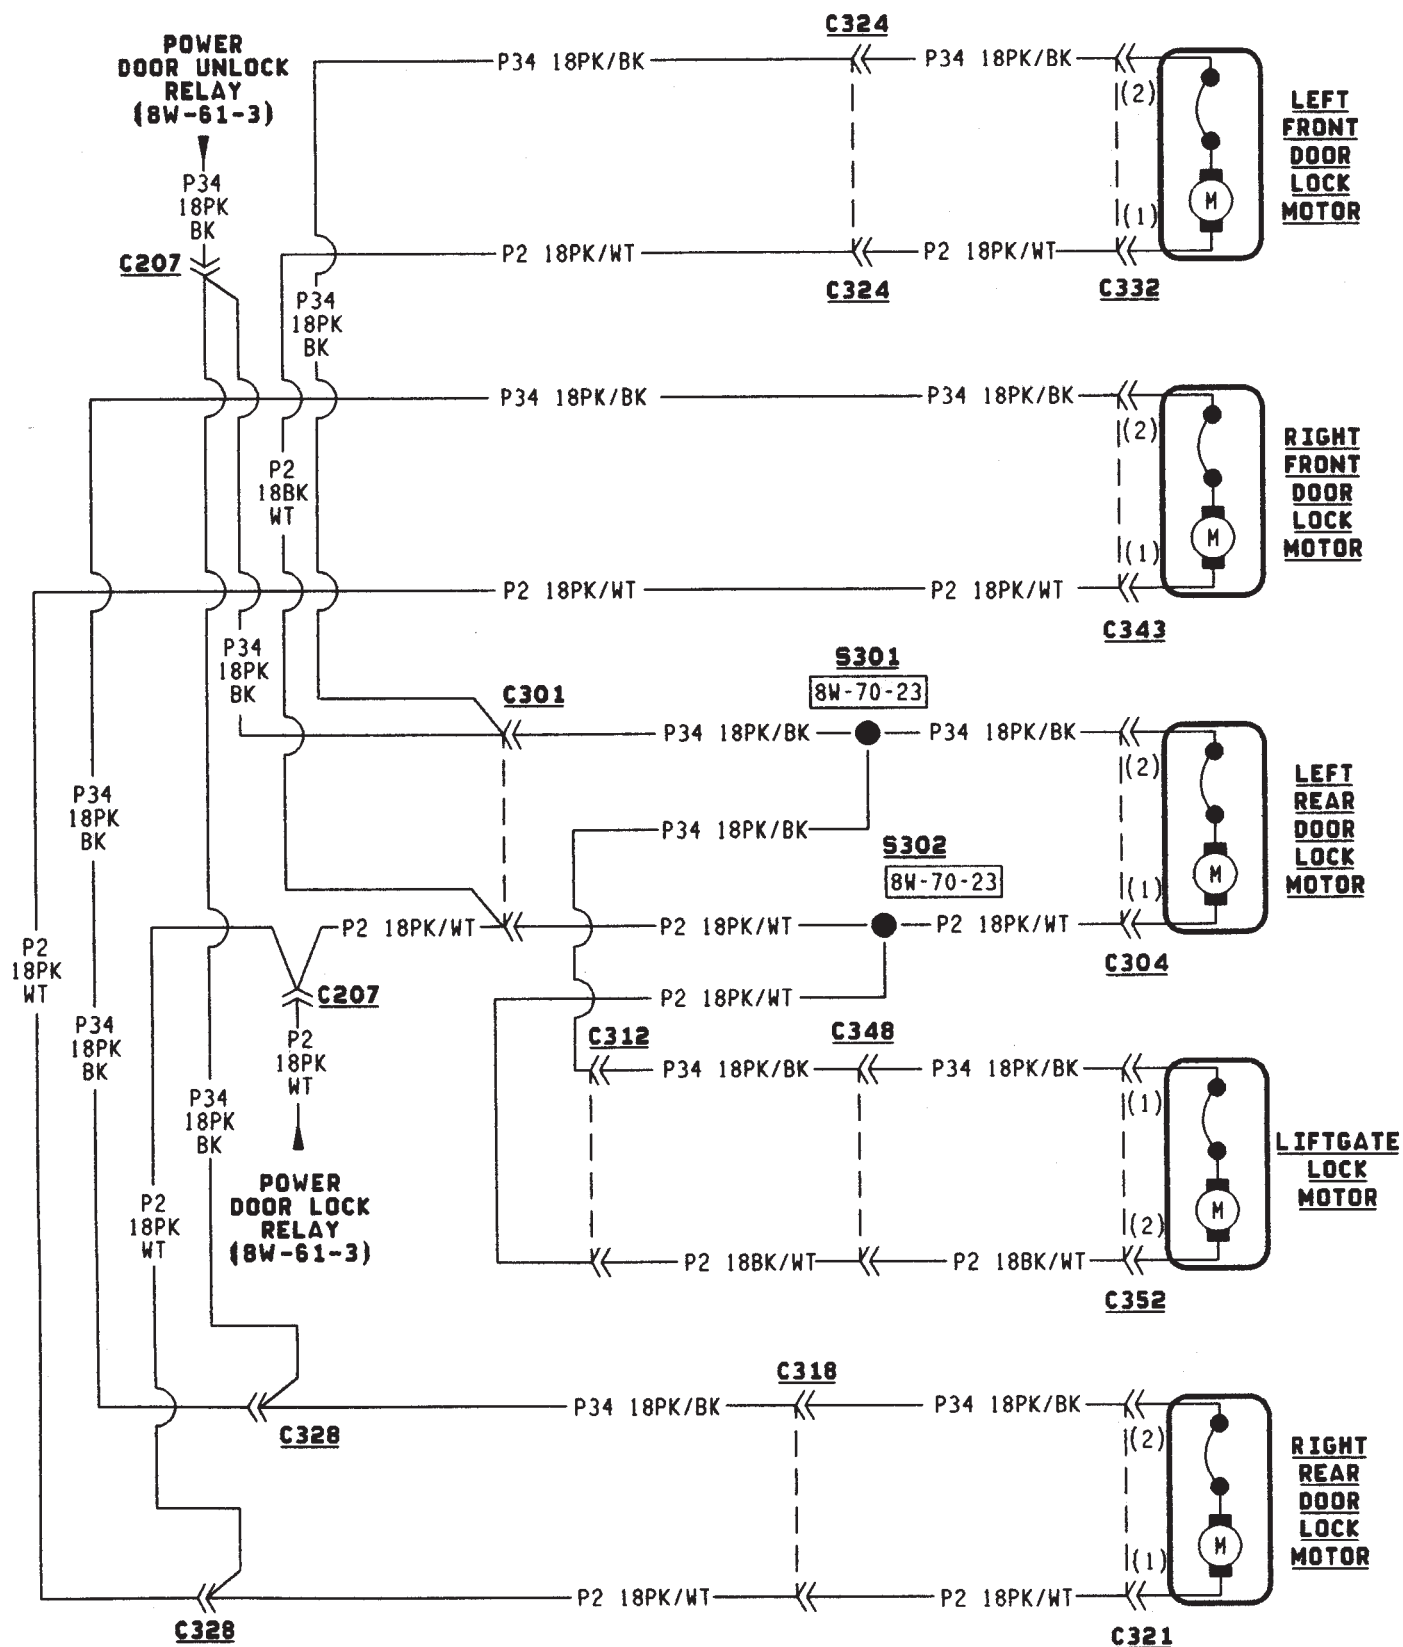 C324
POWER
DOOR UNLOCK
RELAY
(8W-61-3)
P34 18PK/BK
P34 18PK/BK
(2)
LEFT
FRONT
DOOR
LOCK
MOTOR
M
(1)
P34
18PK
BK
C207
P2 18PK/WT
P2 18PK/WT
C324
C332
P34
18PK
BK
P34 18PK/BK
P34 18PK/BK
(2)
RIGHT
FRONT
DOOR
LOCK
MOTOR
M
(1)
P2
18BK
WT
P2 18PK/WT
P2 18PK/WT
C343
P34
18PK
BK
S301
8W-70-23
C301
P34 18PK/BK
P34 18PK/BK
(2)
LEFT
REAR
DOOR
LOCK
MOTOR
M
(1)
P34
18PK
BK
P34 18PK/BK
S302
8W-70-23
P2 18PK/WT
P2 18PK/WT
P2 18PK/WT
C304
P2
18PK
WT
C207
P2 18PK/WT
P34
18PK
BK
P2
18PK
WT
C312
C348
P34 18PK/BK
P34 18PK/BK
(1)
P34
18PK
BK
LIFTGATE
LOCK
MOTOR
M
(2)
POWER
DOOR LOCK
RELAY
(8W-61-3)
P2
18PK
WT
P2 18BK/WT
P2 18BK/WT
C352
C318
P34 18PK/BK
P34 18PK/BK
C328
(2)
RIGHT
REAR
DOOR
LOCK
MOTOR
M
(1)
P2 18PK/WT
P2 18PK/WT
C328
C321